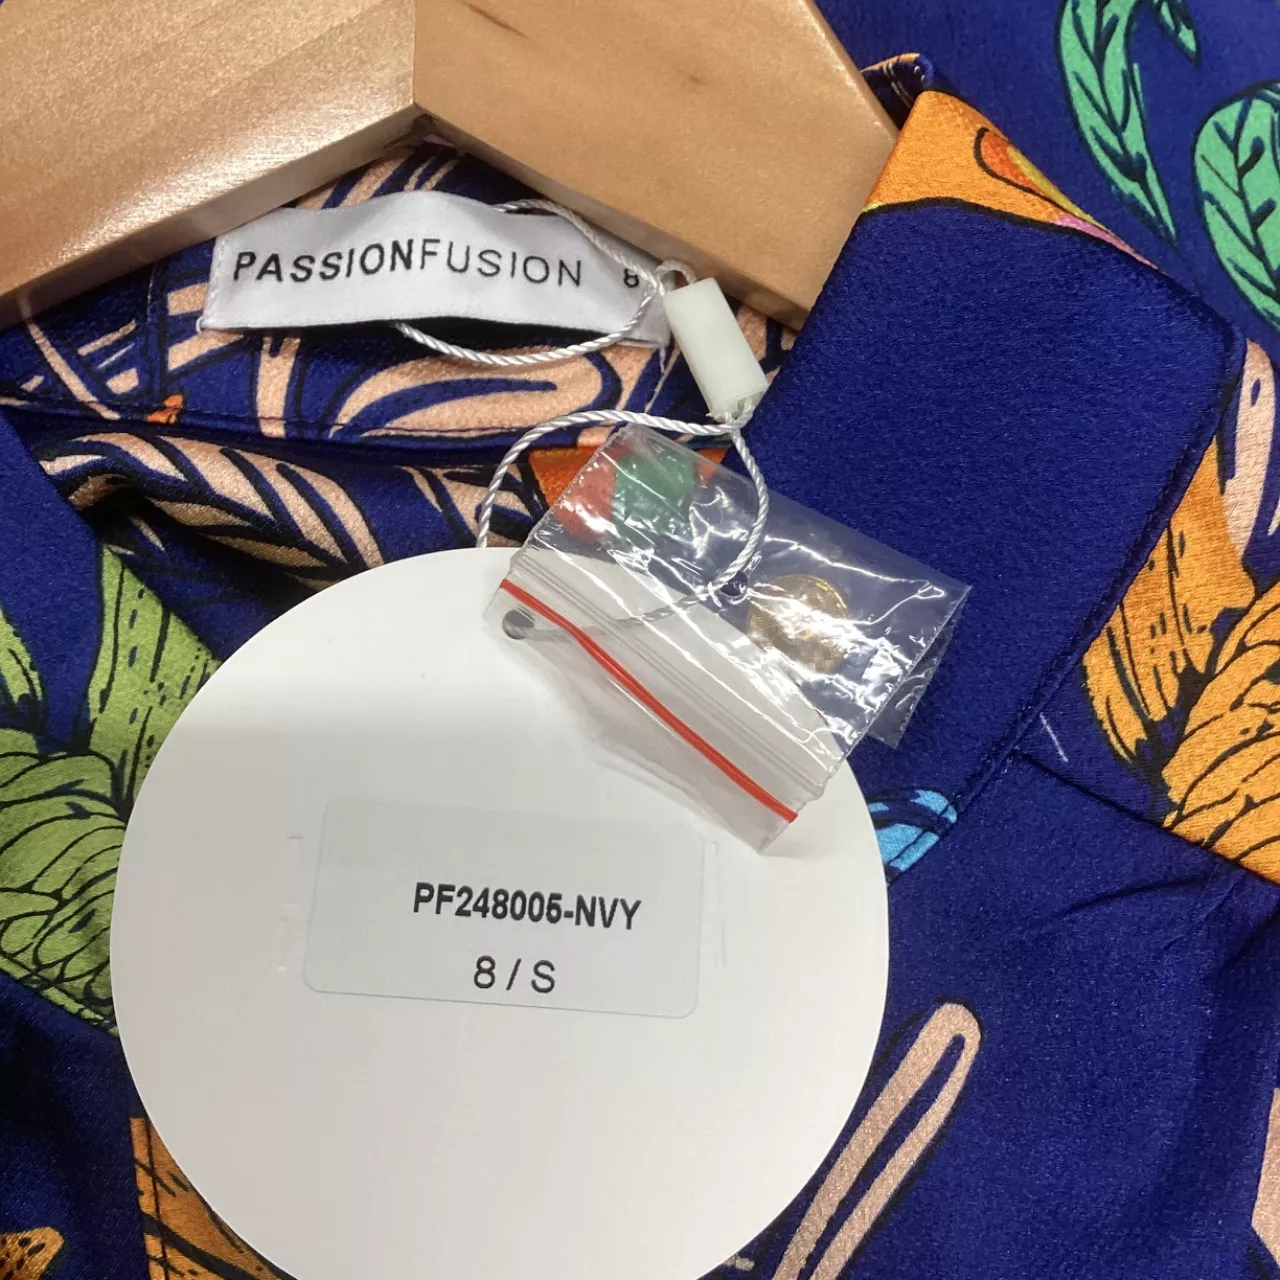 PASSIONFUSION 8
PF248005-NVY
8 / S